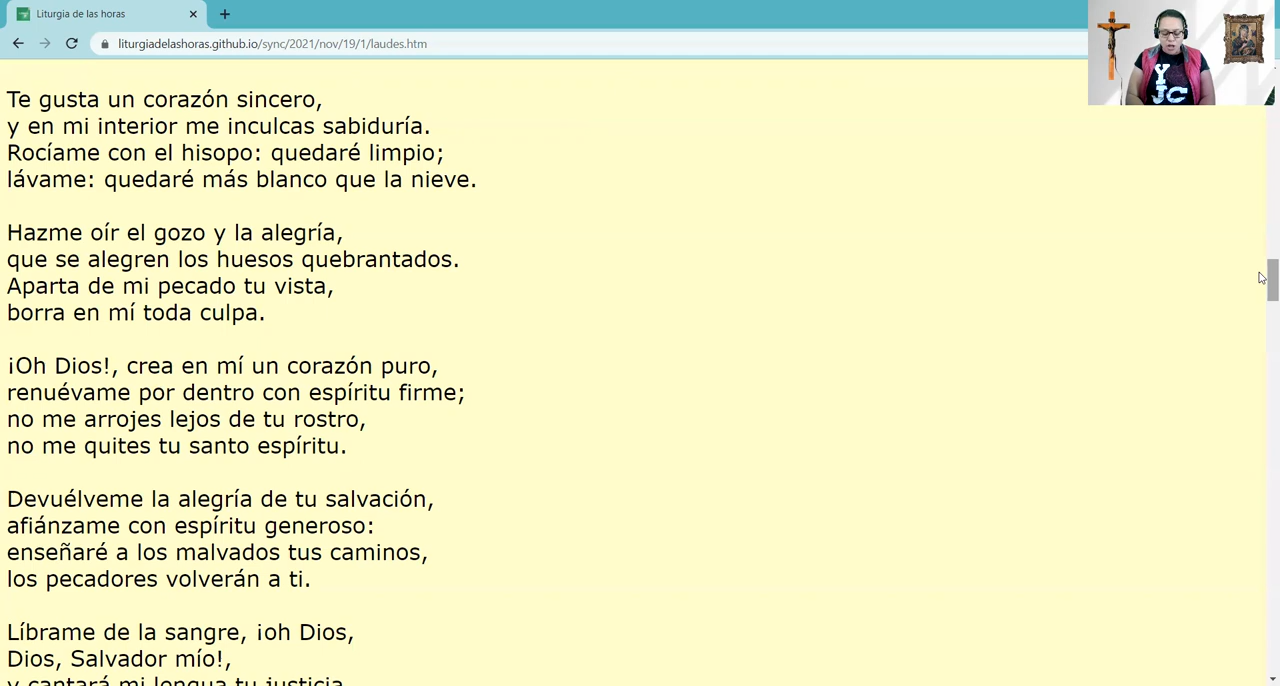 Liturgia de las horas
liturgiadelashoras.github.io/sync/2021/nov/19/1/laudes.htm
Y
JC
Te gusta un corazón sincero,
y en mi interior me inculcas sabiduría.
Rocíame con el hisopo: quedaré limpio;
lávame: quedaré más blanco que la nieve.
Hazme oír el gozo y la alegría,
que se alegren los huesos quebrantados.
Aparta de mi pecado tu vista,
borra en mí toda culpa.
¡Oh Dios!, crea en mí un corazón puro,
renuévame por dentro con espíritu firme;
no me arrojes lejos de tu rostro,
no me quites tu santo espíritu.
Devuélveme la alegría de tu salvación,
afiánzame con espíritu generoso:
enseñaré a los malvados tus caminos,
los pecadores volverán a ti.
Líbrame de la sangre, ¡oh Dios,
Dios, Salvador mío!,
y cantará mi lengua tu justicia.